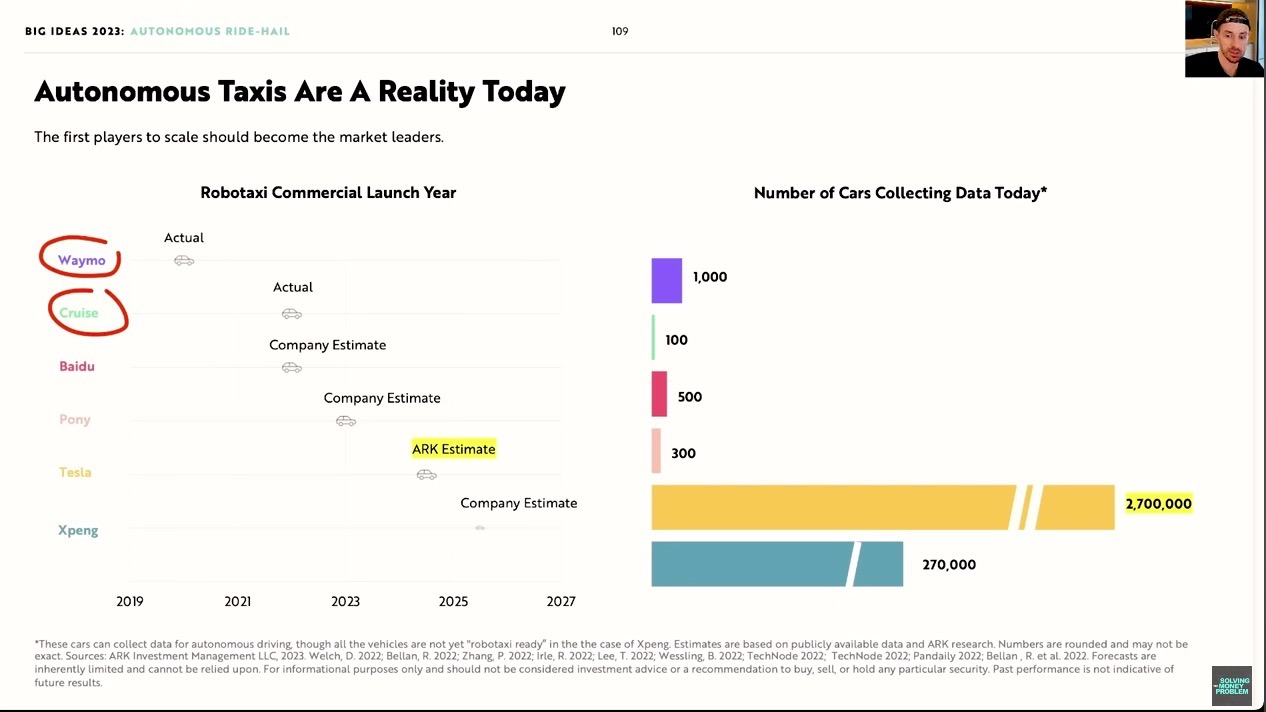 BIG IDEAS 2023: AUTONOMOUS RIDE-HAIL
109
Autonomous Taxis Are A Reality Today
The first players to scale should become the market leaders.
Robotaxi Commercial Launch Year
Actual
Waymo
Actual
Cruise
Company Estimate
Baidu
Company Estimate
Pony
ARK Estimate
Tesla
Company Estimate
Xpeng
2019 2021 2023 2025 2027
Number of Cars Collecting Data Today*
1,000
100
500
300
2,700,000
270,000
*These cars can collect data for autonomous driving, though all the vehicles are not yet "robotaxi ready" in the the case of Xpeng. Estimates are based on publicly available data and ARK research. Numbers are rounded and may not be
exact. Sources: ARK Investment Management LLC, 2023. Welch, D. 2022; Bellan, R. 2022; Zhang, P. 2022; Irle, R. 2022; Lee, T. 2022; Wessling, B. 2022; TechNode 2022; TechNode 2022; Pandaily 2022; Bellan , R. et al. 2022. Forecasts are
inherently limited and cannot be relied upon. For informational purposes only and should not be considered investment advice or a recommendation to buy, sell, or hold any particular security. Past performance is not indicative of
future results.
SOLVING
THE MONEY
PROBLEM